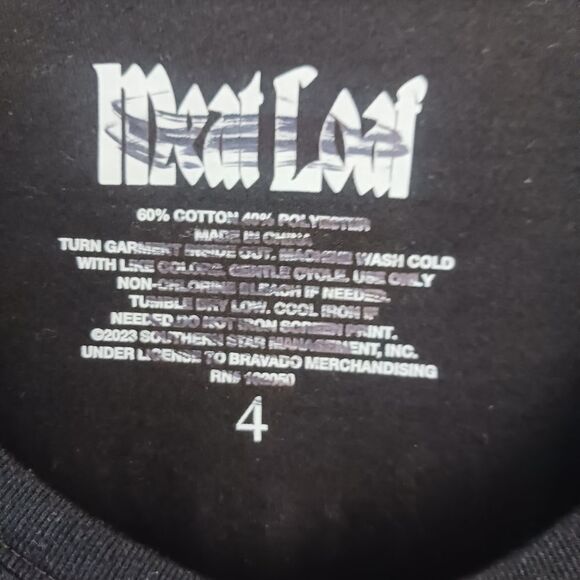 Meat Loaf
60% COTTON 40% POLYESTER
MADE IN CHINA
TURN GARMENT INSIDE OUT. MACHINE WASH COLD
WITH LIKE COLORS. GENTLE CYCLE. USE ONLY
NON-CHLORINE BLEACH IF NEEDED.
TUMBLE DRY LOW. COOL IRON IF
NEEDED DO NOT IRON SCREEN PRINT.
©2023 SOUTHERN STAR MANAGEMENT, INC.
UNDER LICENSE TO BRAVADO MERCHANDISING
RN#
4